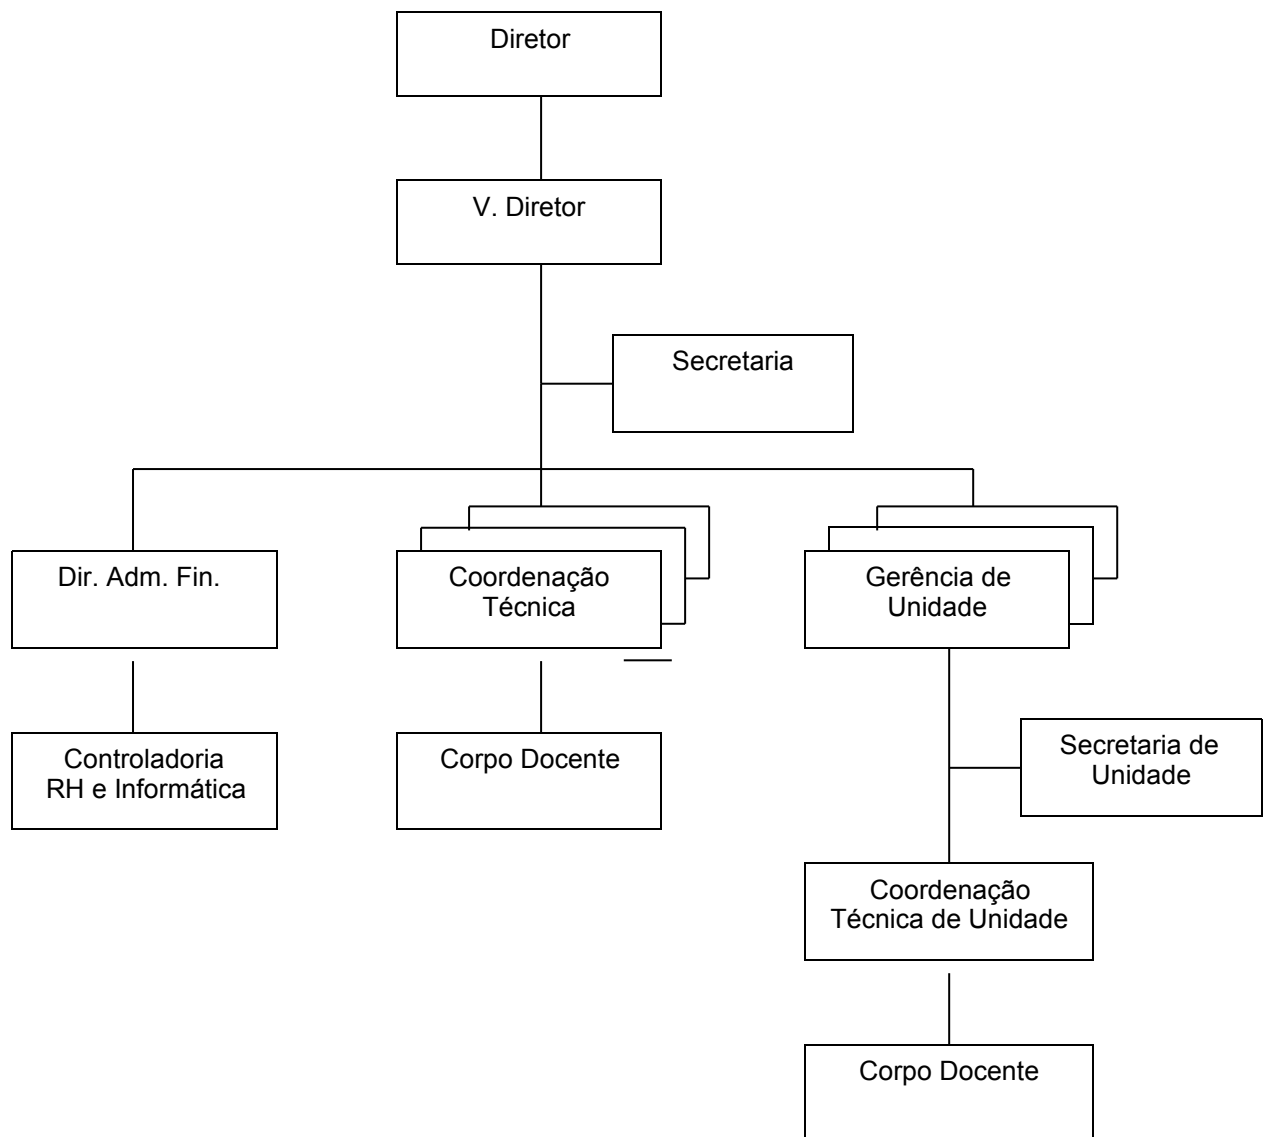 Diretor
V. Diretor
Secretaria
Dir. Adm. Fin.
Coordenação
Técnica
Gerência de
Unidade
Controladoria
RH e Informática
Corpo Docente
Secretaria de
Unidade
Coordenação
Técnica de Unidade
Corpo Docente